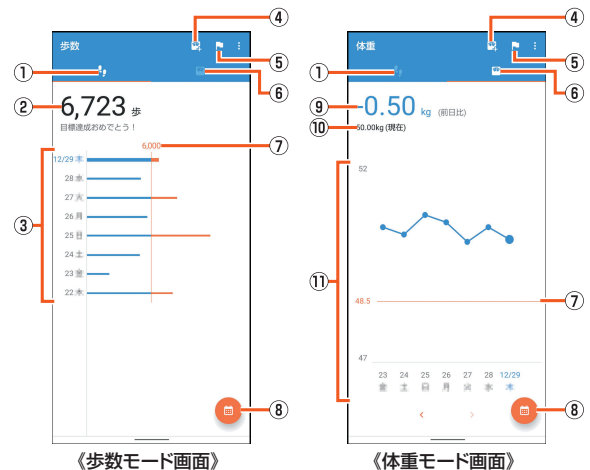 ④
④
歩数
体重
⑤
⑤
①
①
⑥
⑥
② 6,723 歩
目標達成おめでとう！
⑨ -0.50 kg (前日比)
⑩ 50.00kg (現在)
6,000 ⑦
③
12/29 木
28 水
27 火
26 月
25 日
24 土
23 金
22 木
⑧
⑪
52
48.5 ⑦
47
23 24 25 26 27 28 12/29
金 土 日 月 火 水 木
< >
⑧
《歩数モード画面》
《体重モード画面》